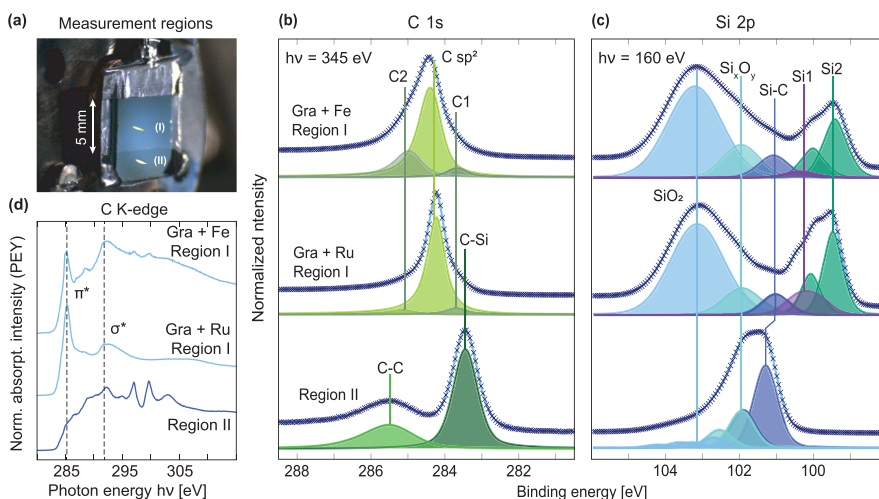 (a) Measurement regions
5 mm
(I)
(II)
(b) C 1s
hν = 345 eV
C sp²
C2
C1
Gra + Fe
Region I
Gra + Ru
Region I
C-Si
C-C
Region II
Normalized ntensity
288 286 284 282
(c) Si 2p
hν = 160 eV
SiₓOᵧ
Si-C
Si1
Si2
SiO₂
104 102 100
Binding energy [eV]
(d) C K-edge
Gra + Fe
Region I
π*
Gra + Ru
Region I
σ*
Region II
Norm. absorpt. intensity (PEY)
285 295 305
Photon energy hν [eV]